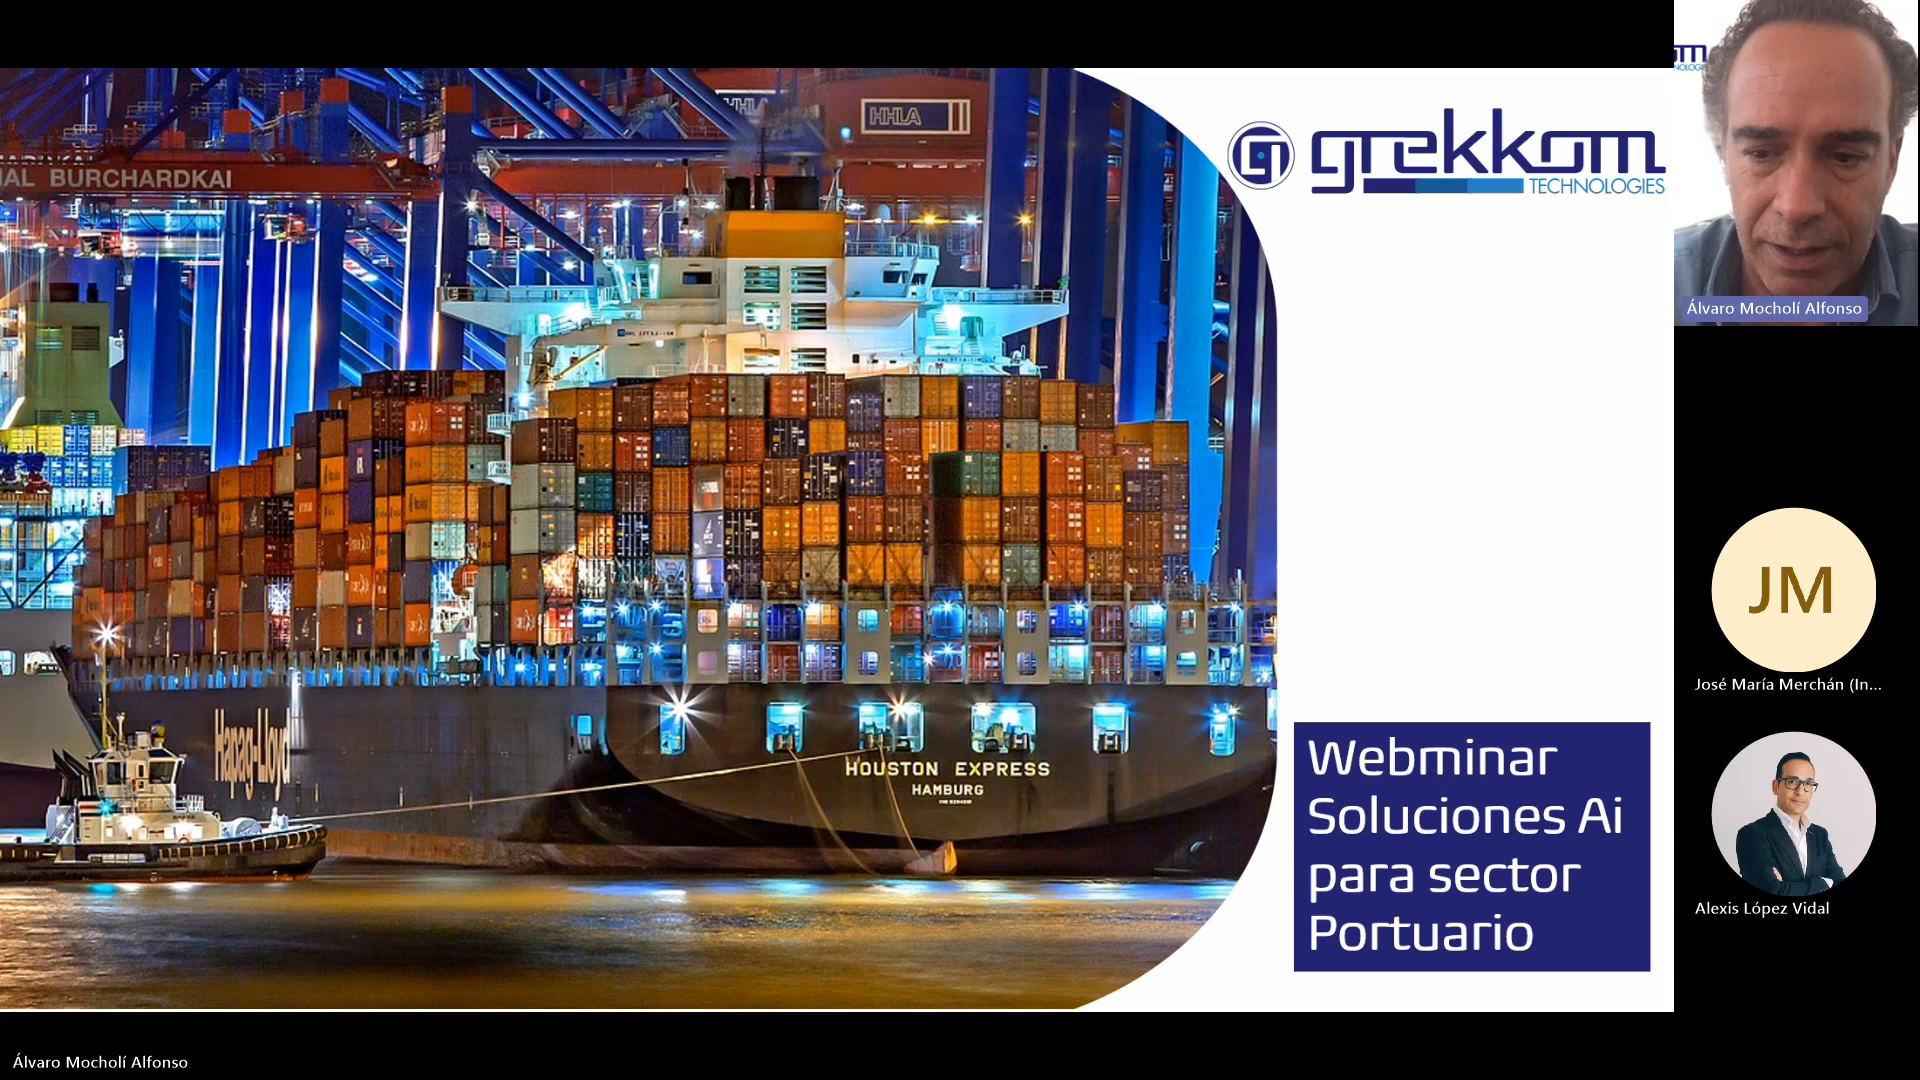 HHLA
HHLA
AL BURCHARDKAI
grekkom
TECHNOLOGIES
Hapag-Lloyd
HOUSTON EXPRESS
HAMBURG
Webminar
Soluciones Ai
para sector
Portuario
Álvaro Mocholí Alfonso
JM
José María Merchán (In...
Alexis López Vidal
Álvaro Mocholí Alfonso